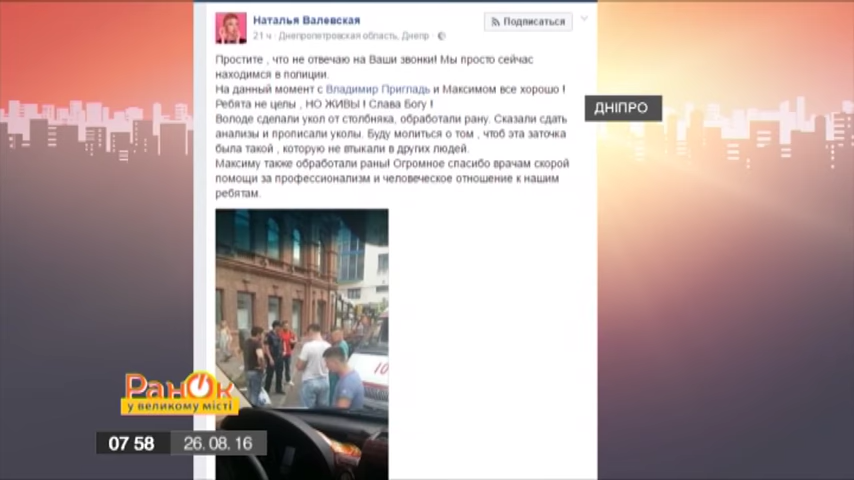 Наталья Валевская
Подписаться
21 ч · Днепропетровская область, Днепр ·
Простите , что не отвечаю на Ваши звонки! Мы просто сейчас
находимся в полиции.
На данный момент с Владимир Пригладь и Максимом все хорошо !
Ребята не целы , НО ЖИВЫ ! Слава Богу !
Володе сделали укол от столбняка, обработали рану. Сказали сдать
анализы и прописали уколы. Буду молиться о том , чтоб эта заточка
была такой , которую не втыкали в других людей.
Максиму также обработали раны! Огромное спасибо врачам скорой
помощи за профессионализм и человеческое отношение к нашим
ребятам.
ДНІПРО
10
Ранок
у великому місті
07 58 26. 08. 16